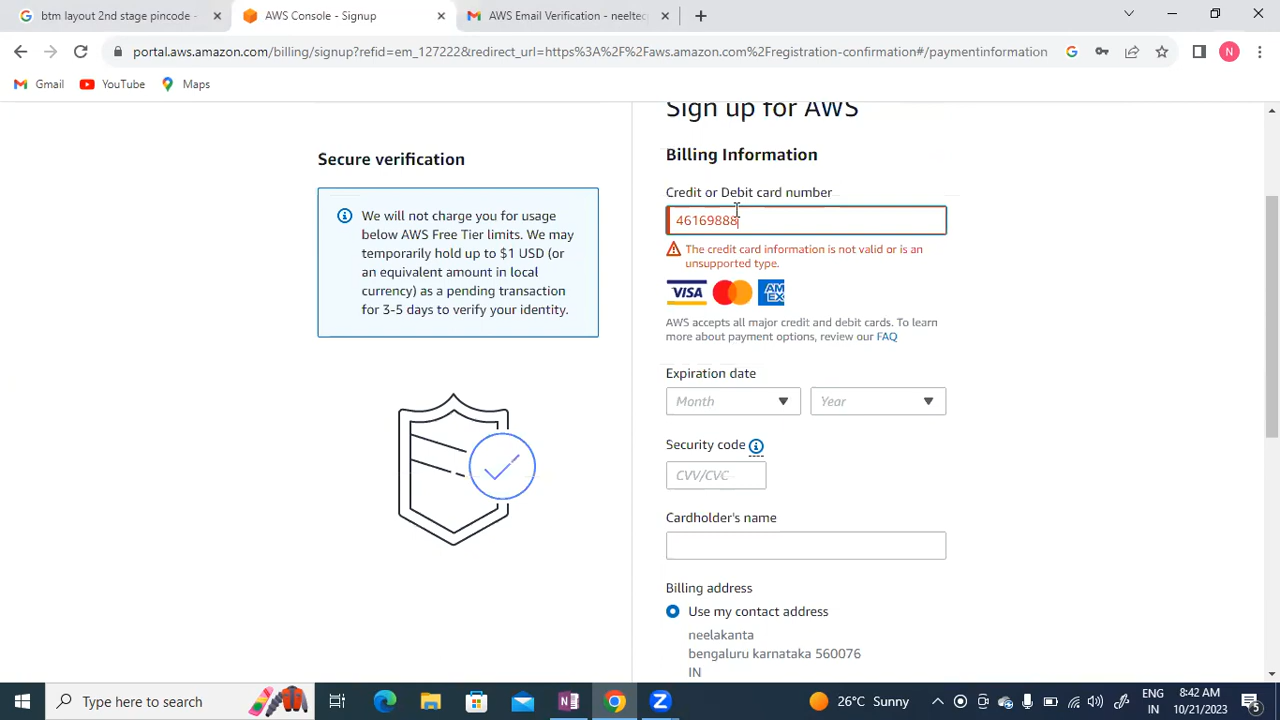 btm layout 2nd stage pincode -
AWS Console - Signup
AWS Email Verification - neeltec
portal.aws.amazon.com/billing/signup?refid=em_127222&redirect_url=https%3A%2F%2Faws.amazon.com%2Fregistration-confirmation#/paymentinformation
N
Gmail
YouTube
Maps
Sign up for AWS
Secure verification
We will not charge you for usage
below AWS Free Tier limits. We may
temporarily hold up to $1 USD (or
an equivalent amount in local
currency) as a pending transaction
for 3-5 days to verify your identity.
Billing Information
Credit or Debit card number
46169888
The credit card information is not valid or is an
unsupported type.
VISA
AM
EX
AWS accepts all major credit and debit cards. To learn
more about payment options, review our FAQ
Expiration date
Month
Year
Security code
CVV/CVC
Cardholder's name
Billing address
Use my contact address
neelakanta
bengaluru karnataka 560076
IN
Type here to search
26°C Sunny
ENG
IN
8:42 AM
10/21/2023
5